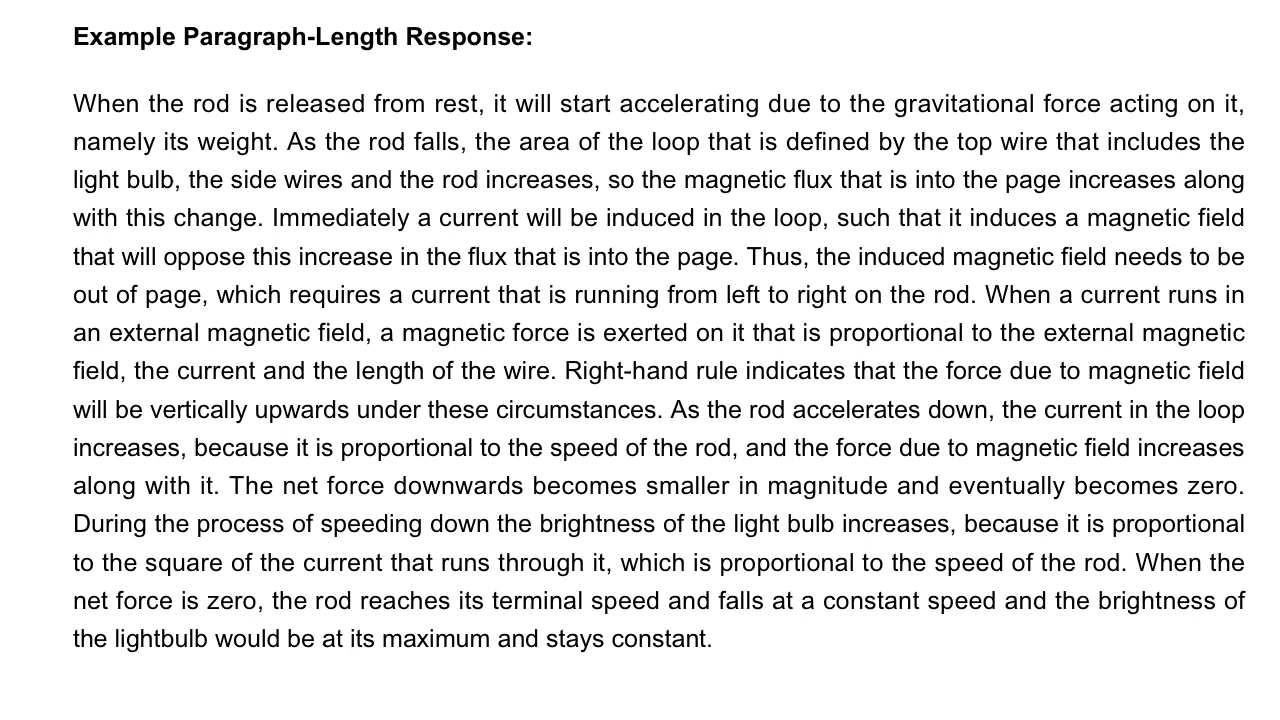 Example Paragraph-Length Response:
When the rod is released from rest, it will start accelerating due to the gravitational force acting on it,
namely its weight. As the rod falls, the area of the loop that is defined by the top wire that includes the
light bulb, the side wires and the rod increases, so the magnetic flux that is into the page increases along
with this change. Immediately a current will be induced in the loop, such that it induces a magnetic field
that will oppose this increase in the flux that is into the page. Thus, the induced magnetic field needs to be
out of page, which requires a current that is running from left to right on the rod. When a current runs in
an external magnetic field, a magnetic force is exerted on it that is proportional to the external magnetic
field, the current and the length of the wire. Right-hand rule indicates that the force due to magnetic field
will be vertically upwards under these circumstances. As the rod accelerates down, the current in the loop
increases, because it is proportional to the speed of the rod, and the force due to magnetic field increases
along with it. The net force downwards becomes smaller in magnitude and eventually becomes zero.
During the process of speeding down the brightness of the light bulb increases, because it is proportional
to the square of the current that runs through it, which is proportional to the speed of the rod. When the
net force is zero, the rod reaches its terminal speed and falls at a constant speed and the brightness of
the lightbulb would be at its maximum and stays constant.